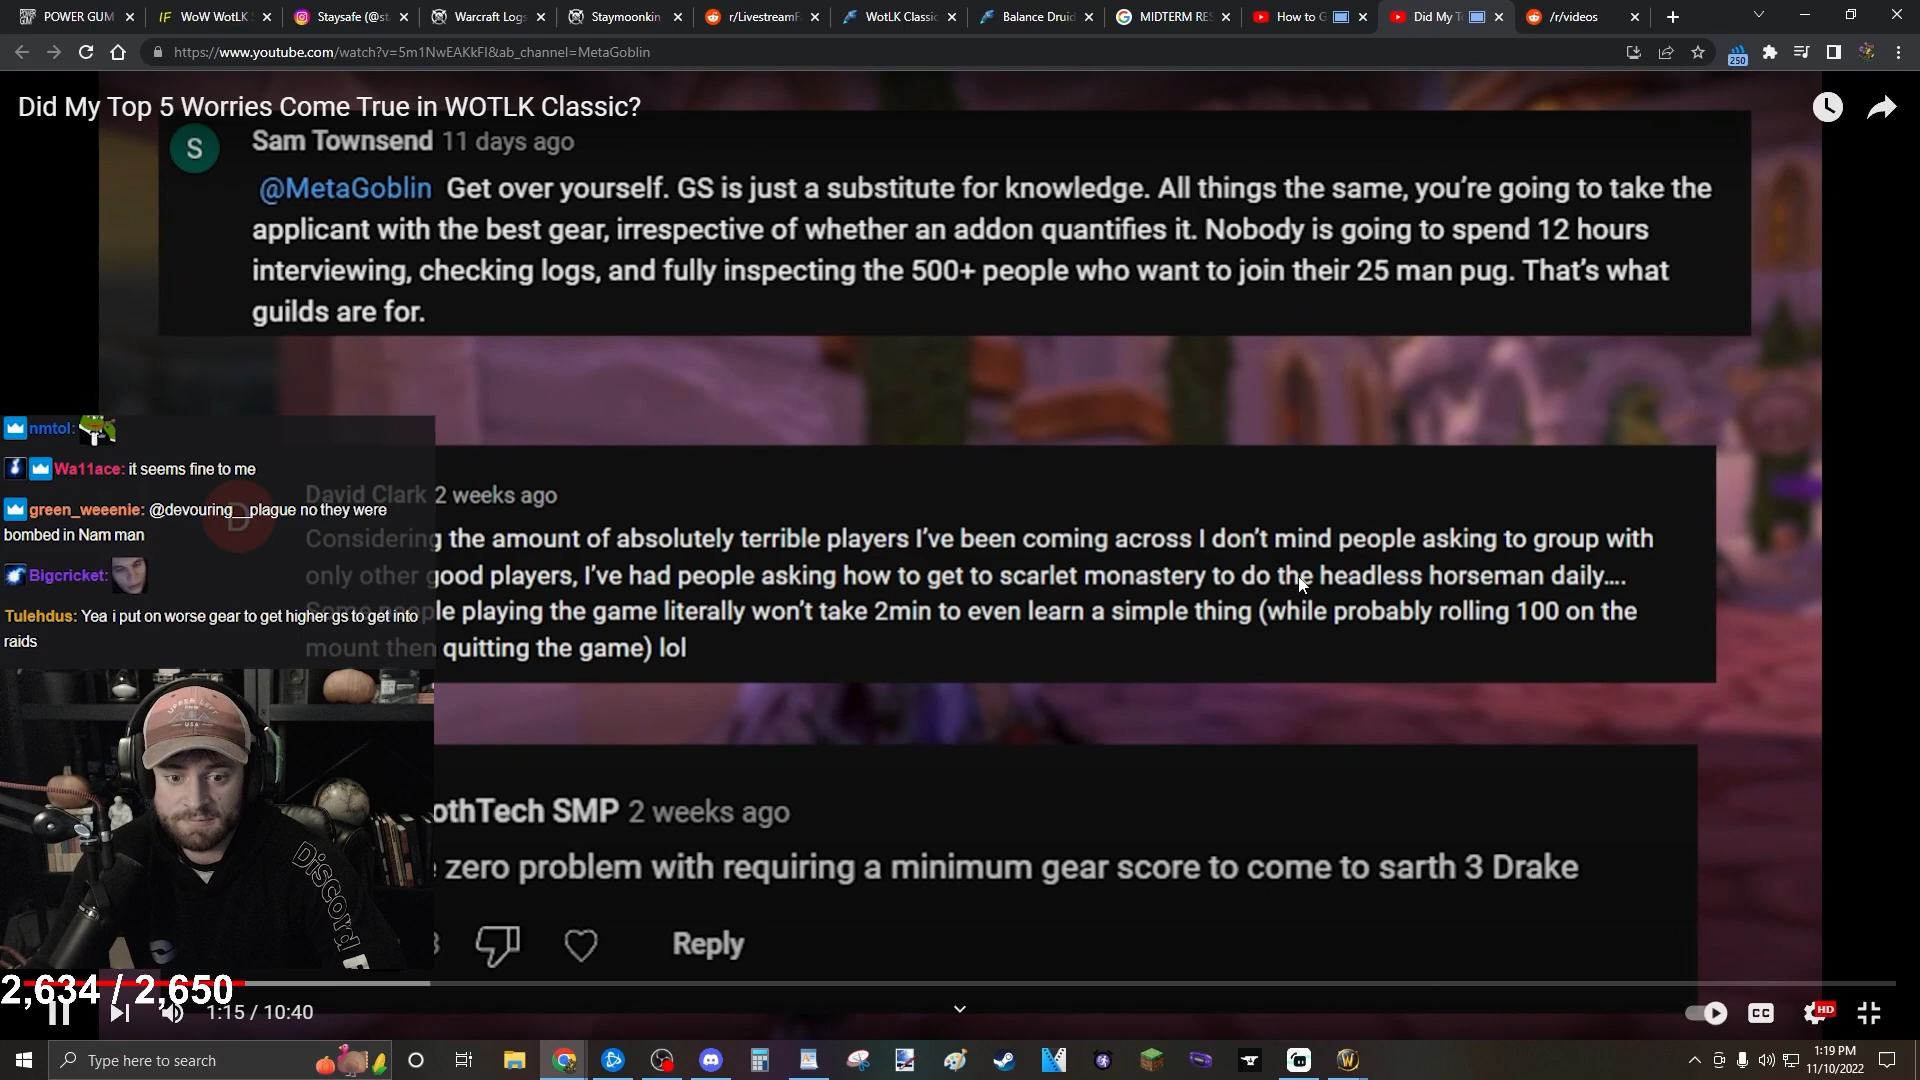 POWER GUM
WoW WotLK
Staysafe (@st
Warcraft Logs
Staymoonkin
r/LivestreamF
WotLK Classic
Balance Druid
MIDTERM RES
How to G
Did My T
/r/videos
https://www.youtube.com/watch?v=5m1NwEAKkFI&ab_channel=MetaGoblin
250
Did My Top 5 Worries Come True in WOTLK Classic?
S
Sam Townsend 11 days ago
@MetaGoblin Get over yourself. GS is just a substitute for knowledge. All things the same, you're going to take the
applicant with the best gear, irrespective of whether an addon quantifies it. Nobody is going to spend 12 hours
interviewing, checking logs, and fully inspecting the 500+ people who want to join their 25 man pug. That's what
guilds are for.
nmtol:
Wa11ace: it seems fine to me
green_weeenie: @devouring__plague no they were
bombed in Nam man
Bigcricket:
Tulehdus: Yea i put on worse gear to get higher gs to get into
raids
D
David Clark 2 weeks ago
Considering the amount of absolutely terrible players I've been coming across I don't mind people asking to group with
only other good players, I've had people asking how to get to scarlet monastery to do the headless horseman daily....
Some people playing the game literally won't take 2min to even learn a simple thing (while probably rolling 100 on the
mount then quitting the game) lol
othTech SMP 2 weeks ago
zero problem with requiring a minimum gear score to come to sarth 3 Drake
Reply
UPPER LEFT
USA
Discord
2,634 / 2,650
1:15 / 10:40
CC
HD
Type here to search
1:19 PM
11/10/2022